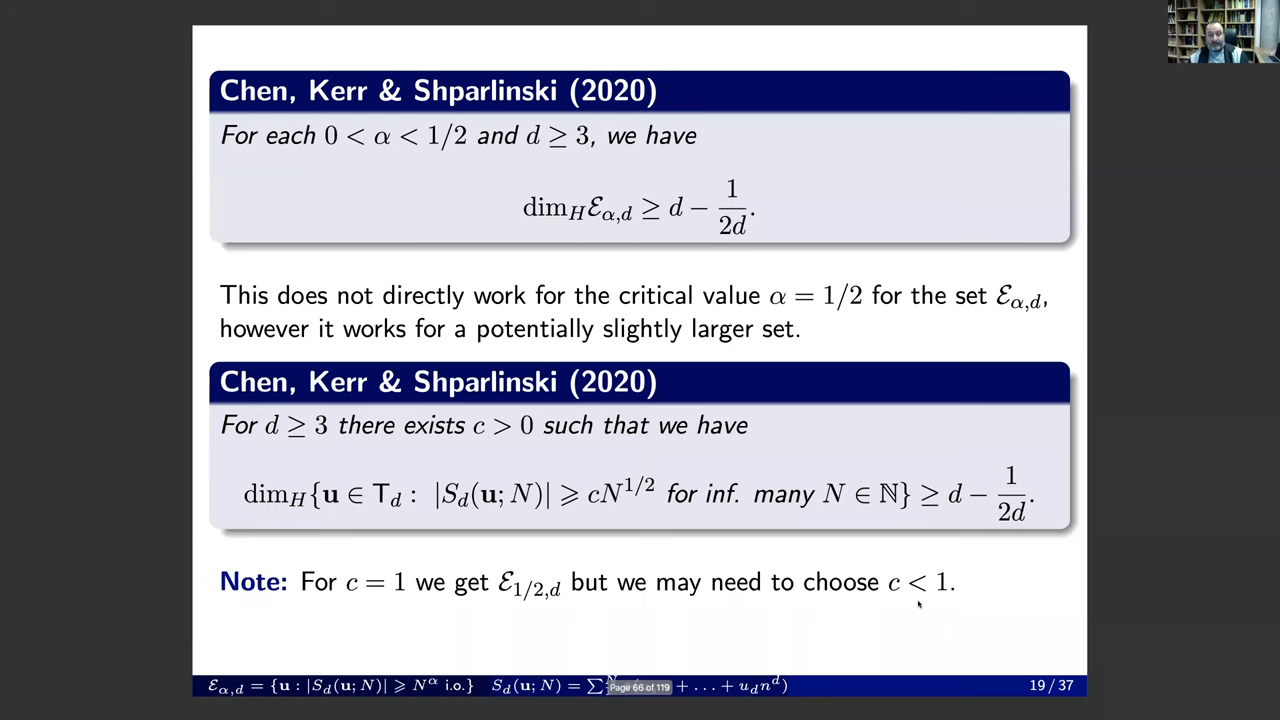 Chen, Kerr & Shparlinski (2020)
For each 0 < α < 1/2 and d ≥ 3, we have
dim_H ℰ_{α,d} ≥ d − 1/(2d).
This does not directly work for the critical value α = 1/2 for the set ℰ_{α,d},
however it works for a potentially slightly larger set.
Chen, Kerr & Shparlinski (2020)
For d ≥ 3 there exists c > 0 such that we have
dim_H{𝐮 ∈ T_d : |S_d(𝐮; N)| ⩾ cN^{1/2} for inf. many N ∈ ℕ} ≥ d − 1/(2d).
Note: For c = 1 we get ℰ_{1/2,d} but we may need to choose c < 1.
ℰ_{α,d} = {𝐮 : |S_d(𝐮; N)| ⩾ N^α i.o.} S_d(𝐮; N) = ∑ + … + u_d n^d) 19 / 37
Page 66 of 119